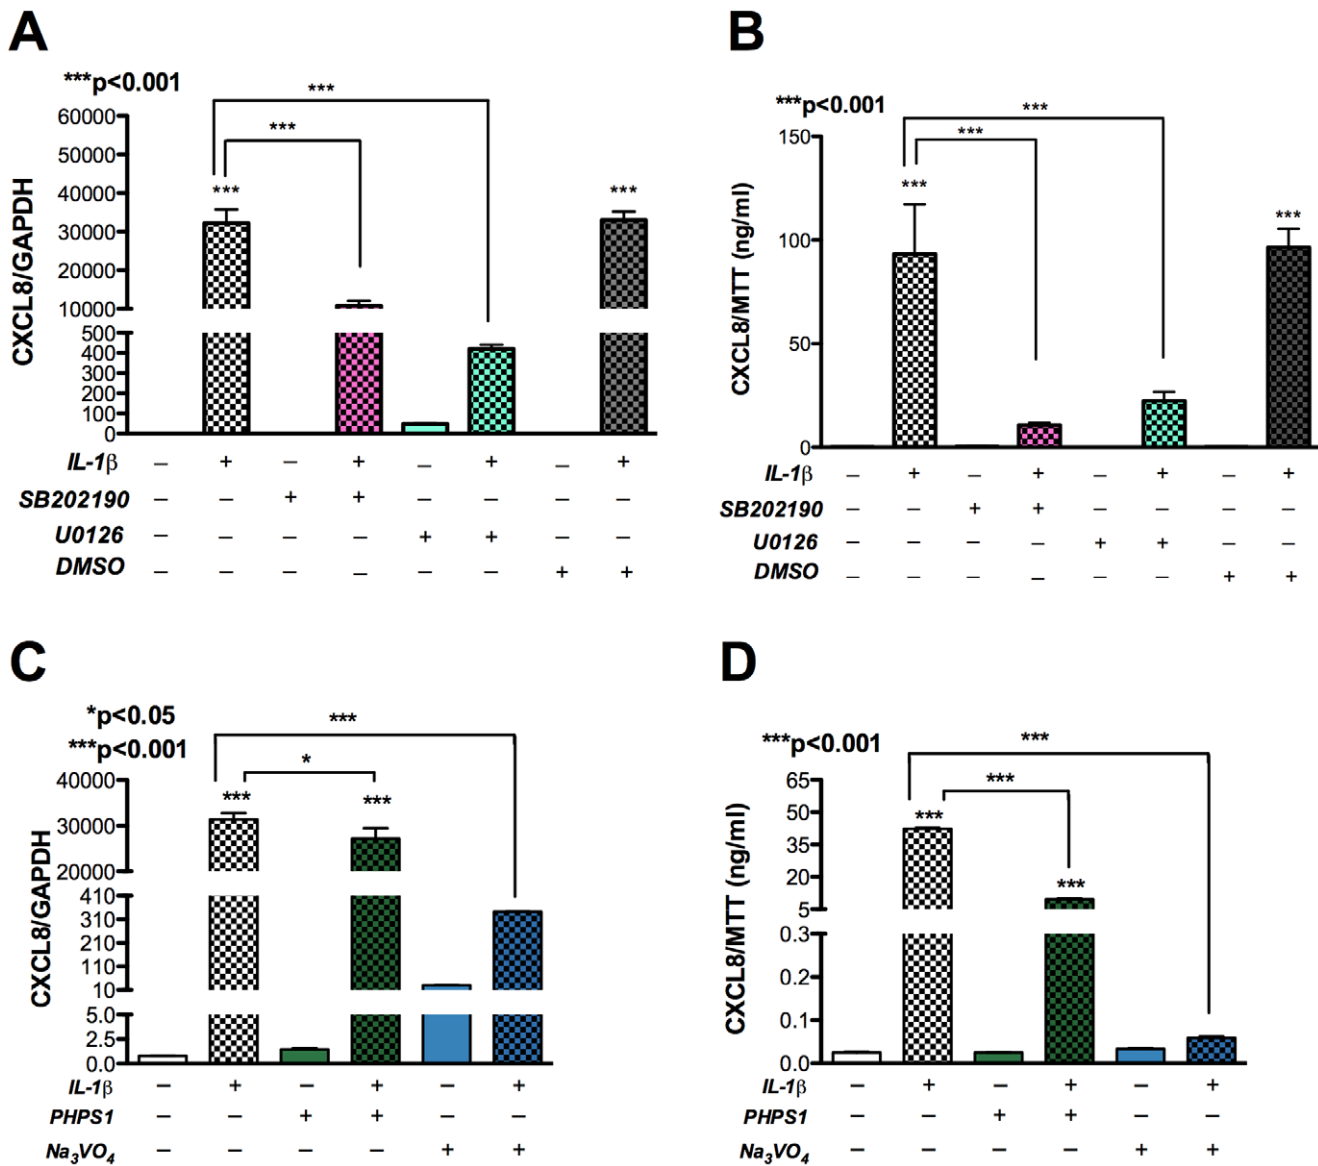 A
***p<0.001
***
***
***
***
CXCL8/GAPDH
60000
50000
40000
30000
20000
10000
500
400
300
200
100
0
IL-1β – + – + – + – +
SB202190 – – + + – – – –
U0126 – – – – + + – –
DMSO – – – – – – + +
B
***p<0.001
***
***
***
***
CXCL8/MTT (ng/ml)
150
100
50
0
IL-1β – + – + – + – +
SB202190 – – + + – – – –
U0126 – – – – + + – –
DMSO – – – – – – + +
C
*p<0.05
***p<0.001
***
*
***
***
CXCL8/GAPDH
40000
30000
20000
410
310
210
110
10
5.0
2.5
0.0
IL-1β – + – + – +
PHPS1 – – + + – –
Na₃VO₄ – – – – + +
D
***p<0.001
***
***
***
***
CXCL8/MTT (ng/ml)
65
50
35
20
5
0.3
0.2
0.1
0.0
IL-1β – + – + – +
PHPS1 – – + + – –
Na₃VO₄ – – – – + +